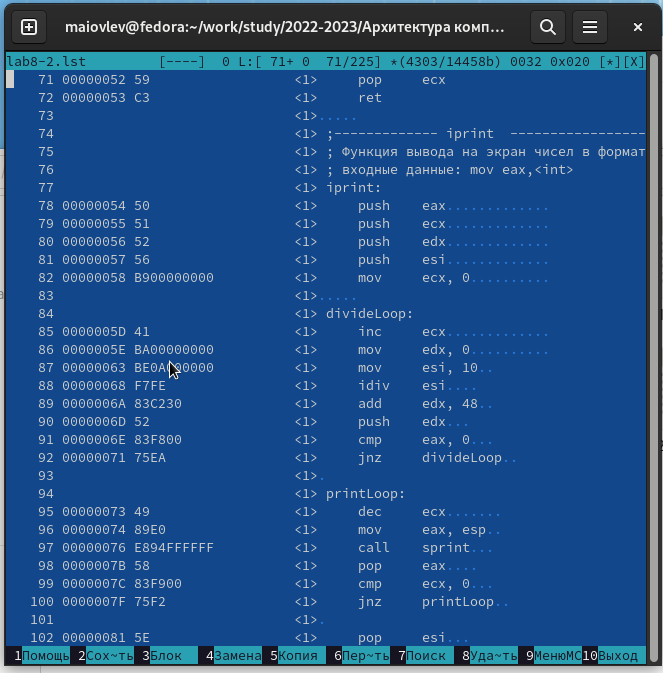 maiovlev@fedora:~/work/study/2022-2023/Архитектура комп…
lab8-2.lst [----] 0 L:[ 71+ 0 71/225] *(4303/14458b) 0032 0x020 [*][X]
71 00000052 59 <1> pop ecx
72 00000053 C3 <1> ret
73 <1>.....
74 <1> ;------------- iprint -----------------
75 <1> ; Функция вывода на экран чисел в формат
76 <1> ; входные данные: mov eax,<int>
77 <1> iprint:
78 00000054 50 <1> push eax.............
79 00000055 51 <1> push ecx.............
80 00000056 52 <1> push edx.............
81 00000057 56 <1> push esi.............
82 00000058 B900000000 <1> mov ecx, 0..........
83 <1>.....
84 <1> divideLoop:
85 0000005D 41 <1> inc ecx.............
86 0000005E BA00000000 <1> mov edx, 0..........
87 00000063 BE0A000000 <1> mov esi, 10..
88 00000068 F7FE <1> idiv esi....
89 0000006A 83C230 <1> add edx, 48..
90 0000006D 52 <1> push edx...
91 0000006E 83F800 <1> cmp eax, 0...
92 00000071 75EA <1> jnz divideLoop..
93 <1>.
94 <1> printLoop:
95 00000073 49 <1> dec ecx.......
96 00000074 89E0 <1> mov eax, esp..
97 00000076 E894FFFFFF <1> call sprint...
98 0000007B 58 <1> pop eax....
99 0000007C 83F900 <1> cmp ecx, 0...
100 0000007F 75F2 <1> jnz printLoop..
101 <1>.
102 00000081 5E <1> pop esi...
1Помощь 2Сох~ть 3Блок 4Замена 5Копия 6Пер~ть 7Поиск 8Уда~ть 9МенюМС 10Выход